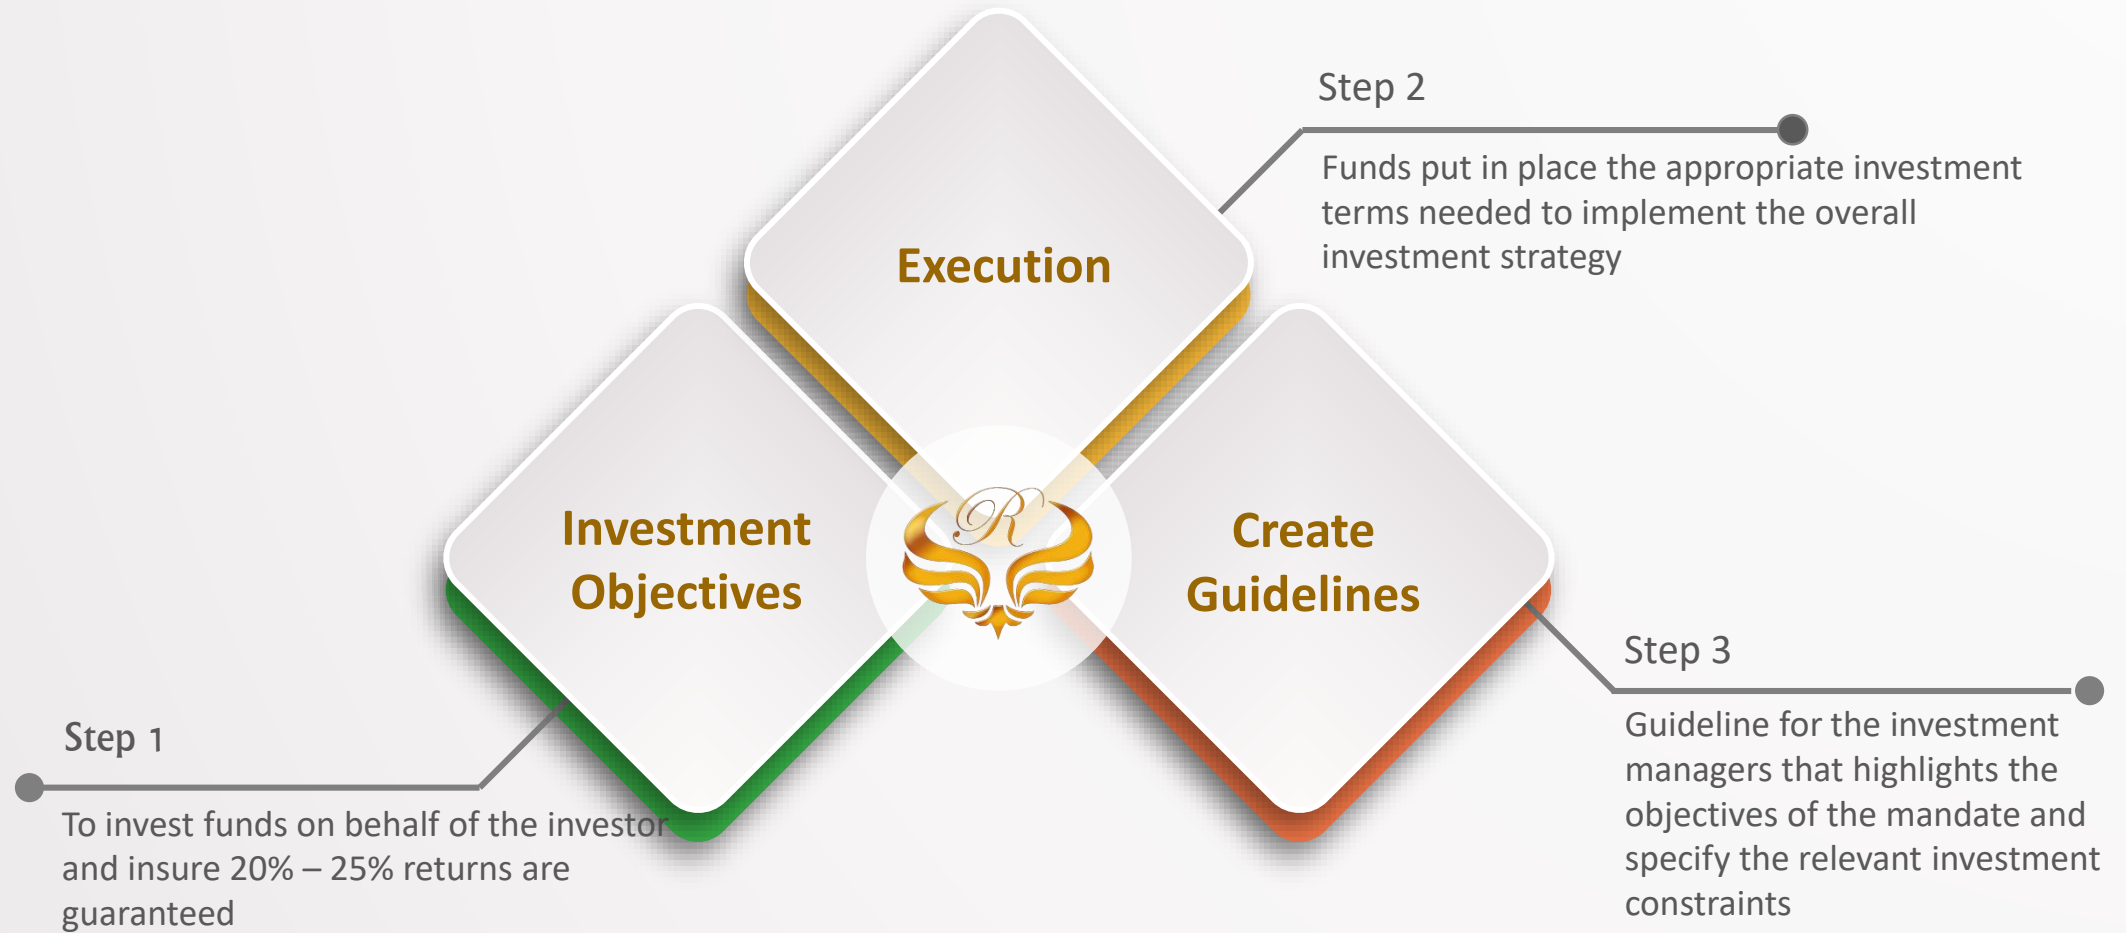 Step 2
Funds put in place the appropriate investment
terms needed to implement the overall
investment strategy
Execution
Investment
Objectives
R
Create
Guidelines
Step 1
To invest funds on behalf of the investor
and insure 20% – 25% returns are
guaranteed
Step 3
Guideline for the investment
managers that highlights the
objectives of the mandate and
specify the relevant investment
constraints